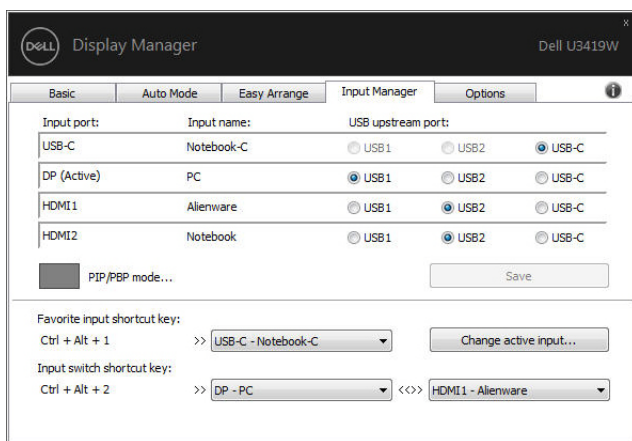 x
DELL Display Manager Dell U3419W
Basic Auto Mode Easy Arrange Input Manager Options i
Input port: Input name: USB upstream port:
USB-C Notebook-C USB1 USB2 USB-C
DP (Active) PC USB1 USB2 USB-C
HDMI1 Alienware USB1 USB2 USB-C
HDMI2 Notebook USB1 USB2 USB-C
PIP/PBP mode... Save
Favorite input shortcut key:
Ctrl + Alt + 1 >> USB-C - Notebook-C Change active input...
Input switch shortcut key:
Ctrl + Alt + 2 >> DP - PC <<>> HDMI1 - Alienware